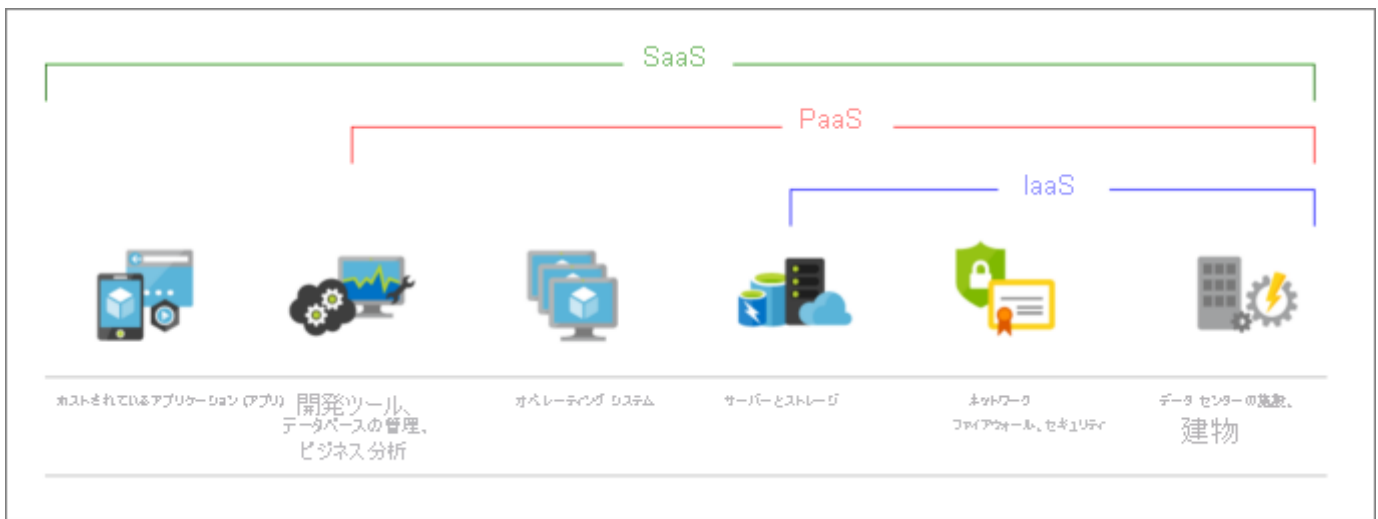 SaaS
PaaS
IaaS
ホストされているアプリケーション (アプリ)
開発ツール、
データベースの管理、
ビジネス分析
オペレーティング システム
サーバーとストレージ
ネットワーク
ファイアウォール、セキュリティ
データ センターの施設、
建物